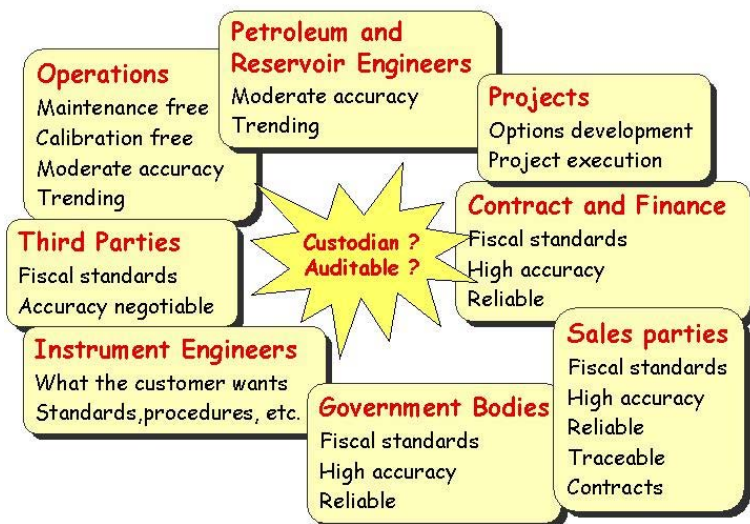 Petroleum and
Reservoir Engineers
Moderate accuracy
Trending
Operations
Maintenance free
Calibration free
Moderate accuracy
Trending
Projects
Options development
Project execution
Custodian ?
Auditable ?
Contract and Finance
Fiscal standards
High accuracy
Reliable
Third Parties
Fiscal standards
Accuracy negotiable
Instrument Engineers
What the customer wants
Standards,procedures, etc.
Government Bodies
Fiscal standards
High accuracy
Reliable
Sales parties
Fiscal standards
High accuracy
Reliable
Traceable
Contracts